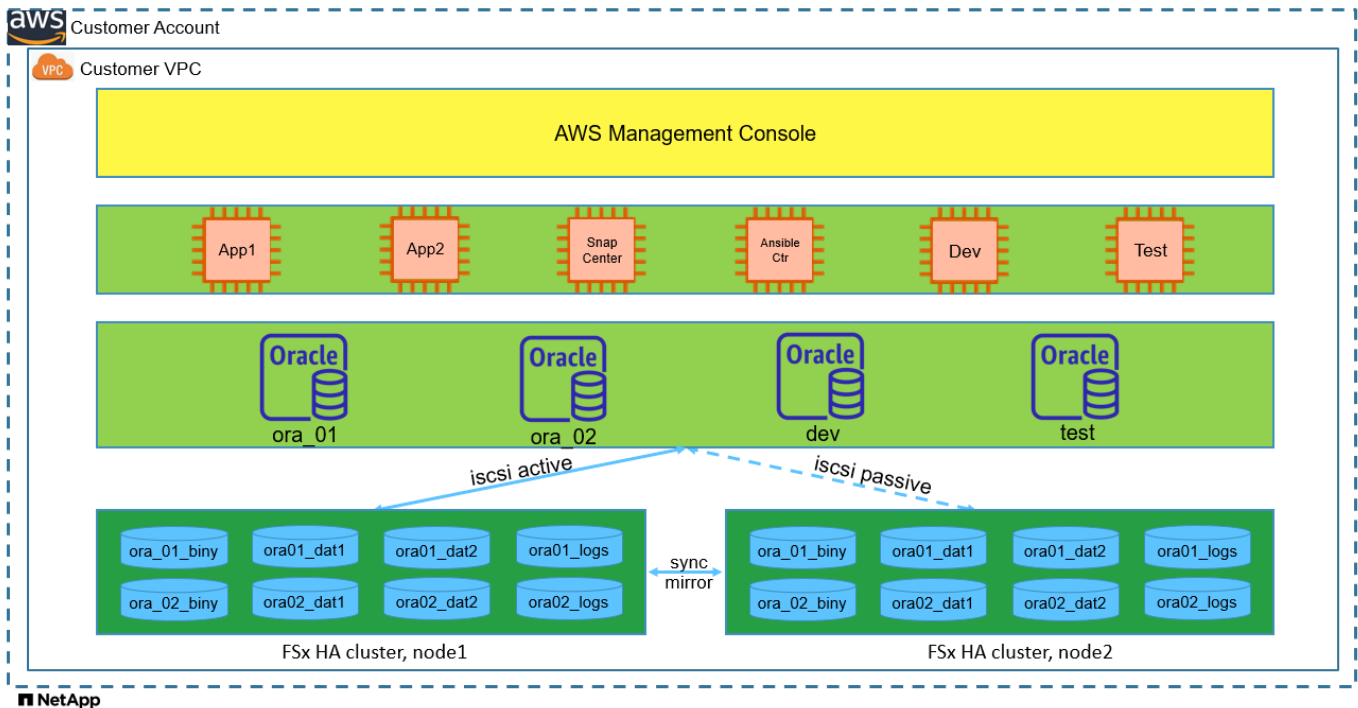 aws
Customer Account
VPC
Customer VPC
AWS Management Console
App1
App2
Snap
Center
Ansible
Ctr
Dev
Test
Oracle
Oracle
Oracle
Oracle
ora_01
ora_02
dev
test
iscsi active
iscsi passive
ora_01_biny
ora01_dat1
ora01_dat2
ora01_logs
ora_02_biny
ora02_dat1
ora02_dat2
ora02_logs
sync
mirror
ora_01_biny
ora01_dat1
ora01_dat2
ora01_logs
ora_02_biny
ora02_dat1
ora02_dat2
ora02_logs
FSx HA cluster, node1
FSx HA cluster, node2
NetApp